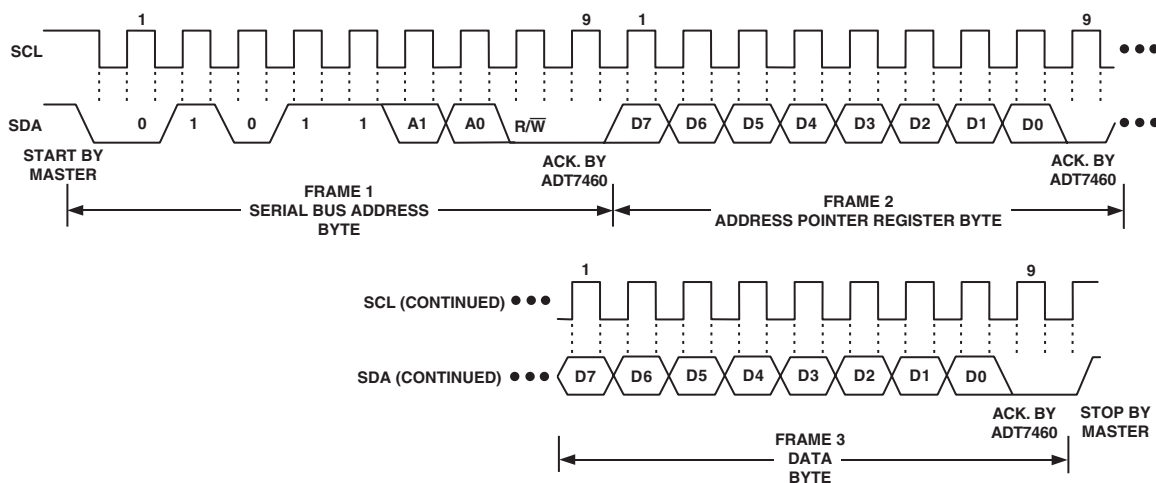 1 9 1 9
SCL
SDA 0 1 0 1 1 A1 A0 R/W̅ D7 D6 D5 D4 D3 D2 D1 D0
START BY
MASTER
ACK. BY
ADT7460
ACK. BY
ADT7460
FRAME 1
SERIAL BUS ADDRESS
BYTE
FRAME 2
ADDRESS POINTER REGISTER BYTE
1 9
SCL (CONTINUED)
SDA (CONTINUED) D7 D6 D5 D4 D3 D2 D1 D0
ACK. BY
ADT7460
STOP BY
MASTER
FRAME 3
DATA
BYTE